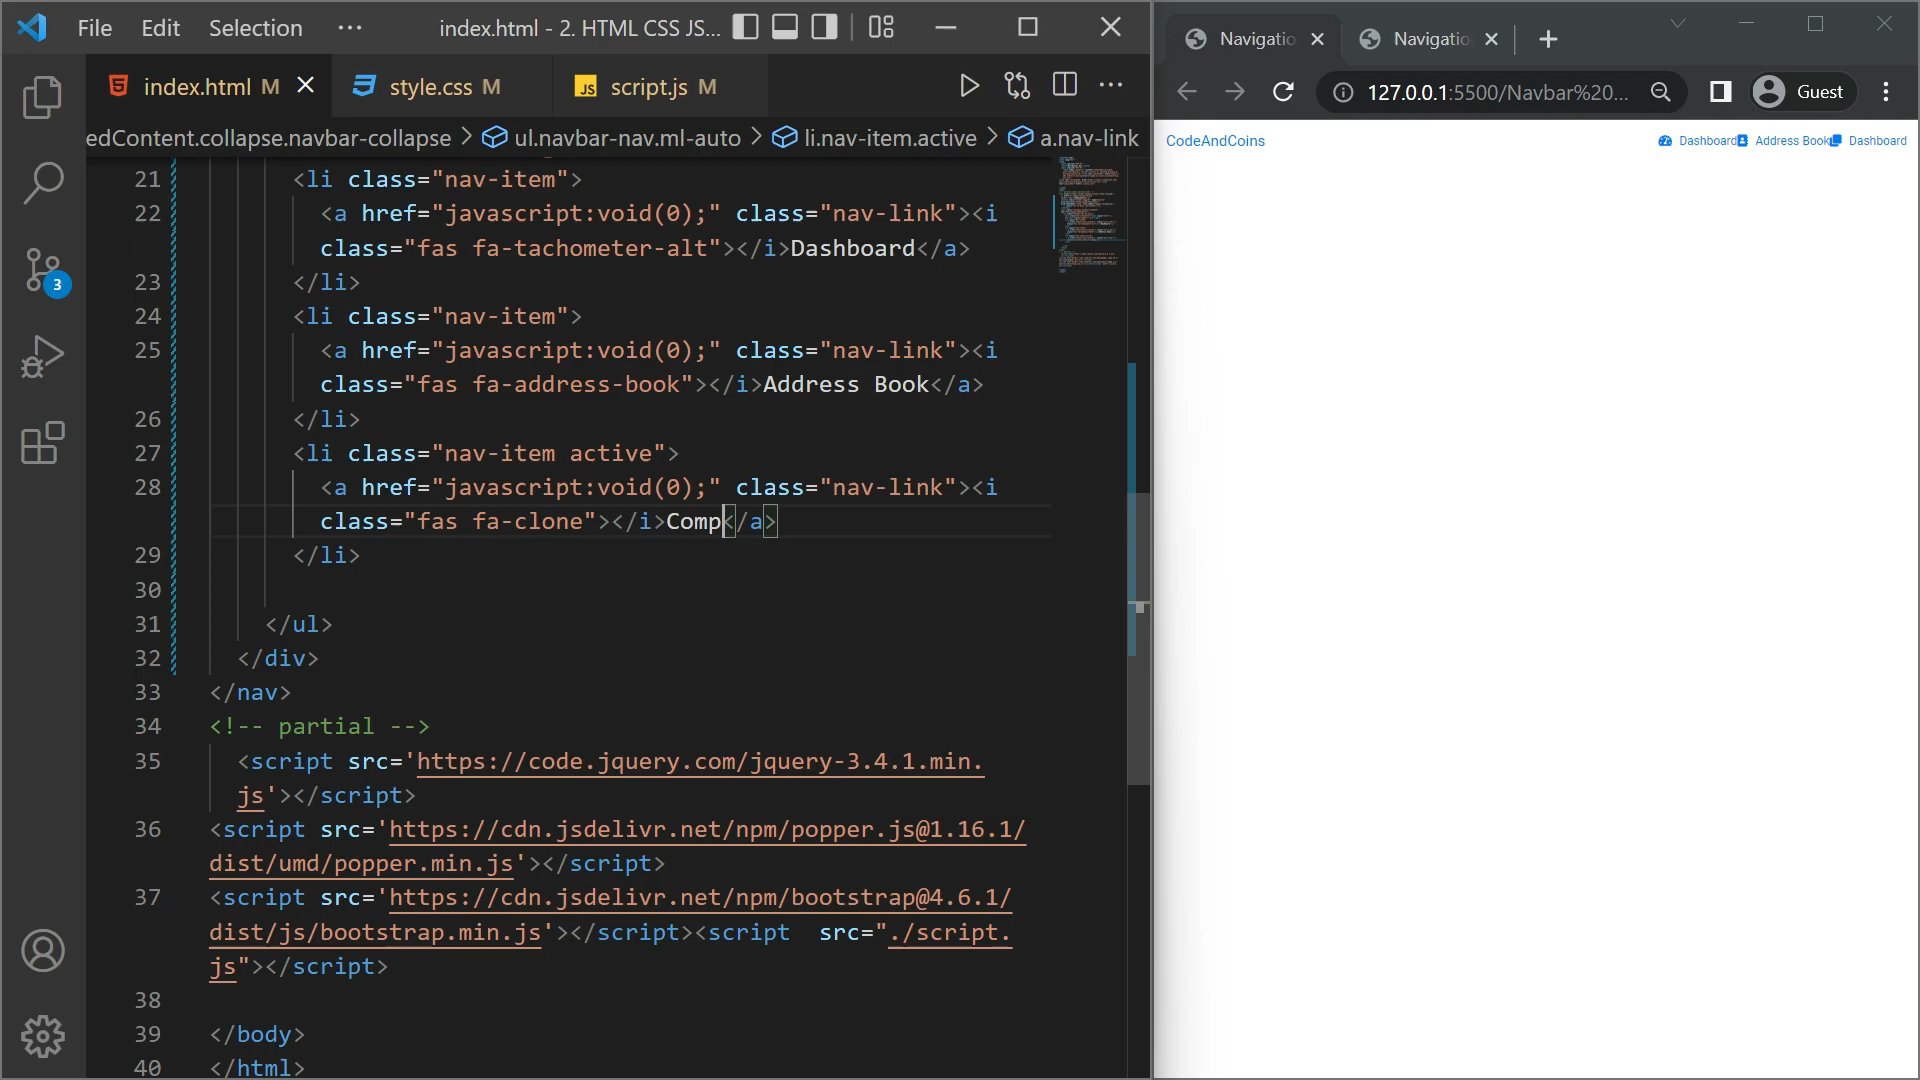 File Edit Selection ··· index.html - 2. HTML CSS JS...
index.html M style.css M JS script.js M
edContent.collapse.navbar-collapse > ul.navbar-nav.ml-auto > li.nav-item.active > a.nav-link
21 <li class="nav-item">
22 <a href="javascript:void(0);" class="nav-link"><i
class="fas fa-tachometer-alt"></i>Dashboard</a>
23 </li>
24 <li class="nav-item">
25 <a href="javascript:void(0);" class="nav-link"><i
class="fas fa-address-book"></i>Address Book</a>
26 </li>
27 <li class="nav-item active">
28 <a href="javascript:void(0);" class="nav-link"><i
class="fas fa-clone"></i>Comp</a>
29 </li>
30
31 </ul>
32 </div>
33 </nav>
34 <!-- partial -->
35 <script src='https://code.jquery.com/jquery-3.4.1.min.
js'></script>
36 <script src='https://cdn.jsdelivr.net/npm/popper.js@1.16.1/
dist/umd/popper.min.js'></script>
37 <script src='https://cdn.jsdelivr.net/npm/bootstrap@4.6.1/
dist/js/bootstrap.min.js'></script><script  src="./script.
js"></script>
38
39 </body>
40 </html>
3
Navigatio Navigatio
127.0.0.1:5500/Navbar%20... Guest
CodeAndCoins Dashboard Address Book Dashboard